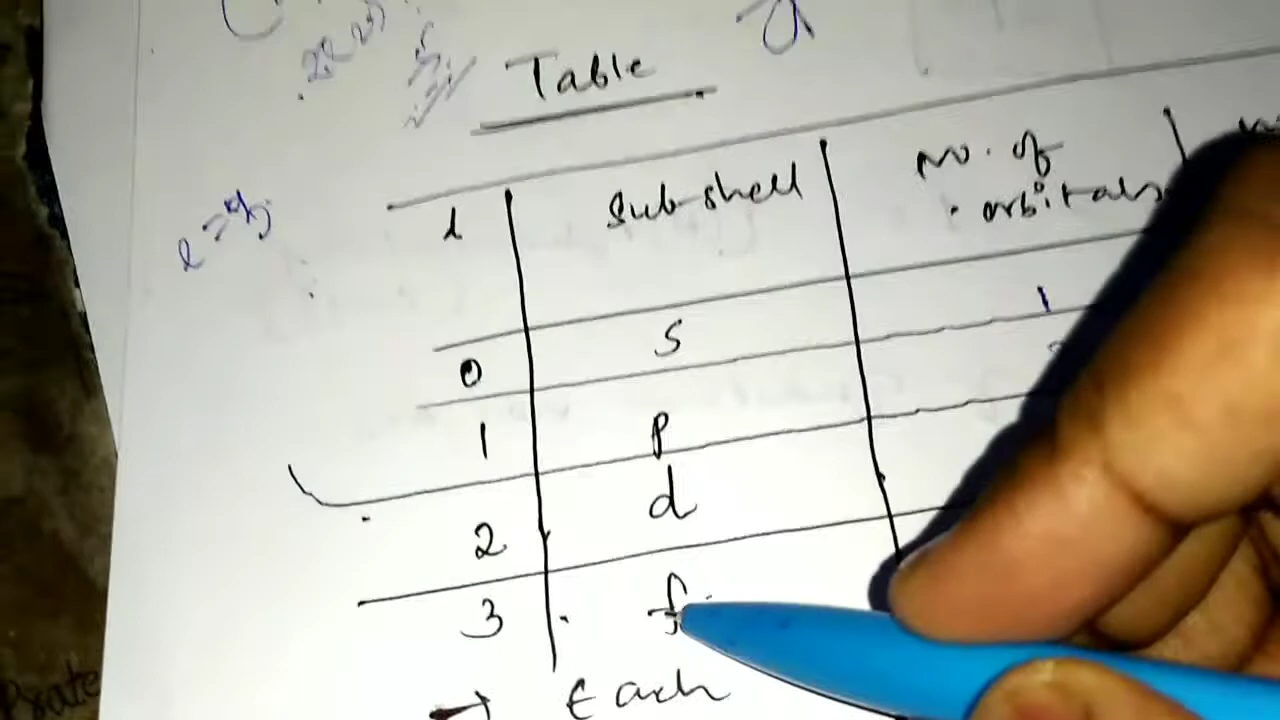 Table
l Sub-shell No. of orbitals
0 s 1
1 p
2 d
3 f
→ Each